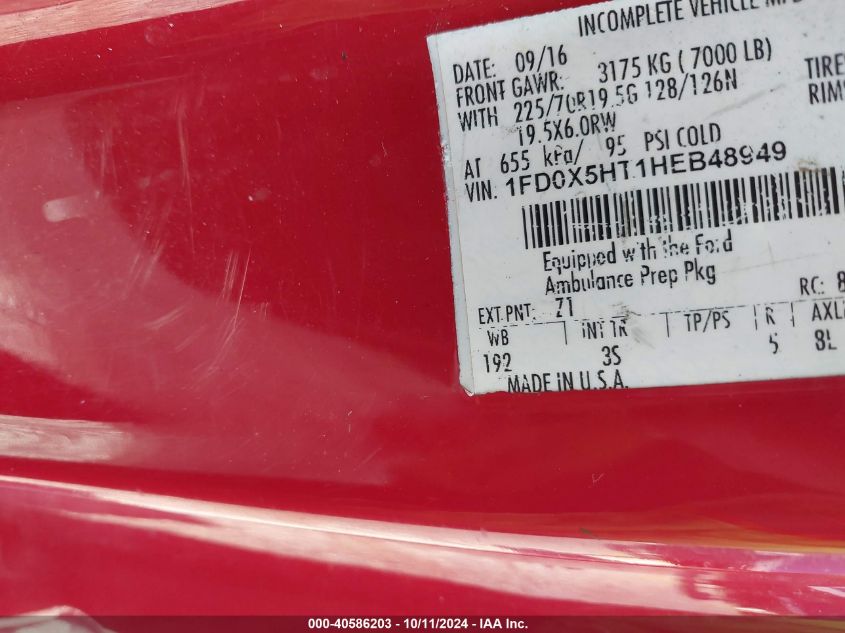 INCOMPLETE VEHICLE
DATE: 09/16
FRONT GAWR: 3175 KG ( 7000 LB)
WITH 225/70R19.5G 128/126N TIRE
19.5X6.0RW RIM
AT 655 kPa/ 95 PSI COLD
VIN: 1FD0X5HT1HEB48949
Equipped with the Ford
Ambulance Prep Pkg
RC: 8
EXT PNT: Z1
WB INT TR TP/PS R
192 3S 5 8L
MADE IN U.S.A.
000-40586203 - 10/11/2024 - IAA Inc.